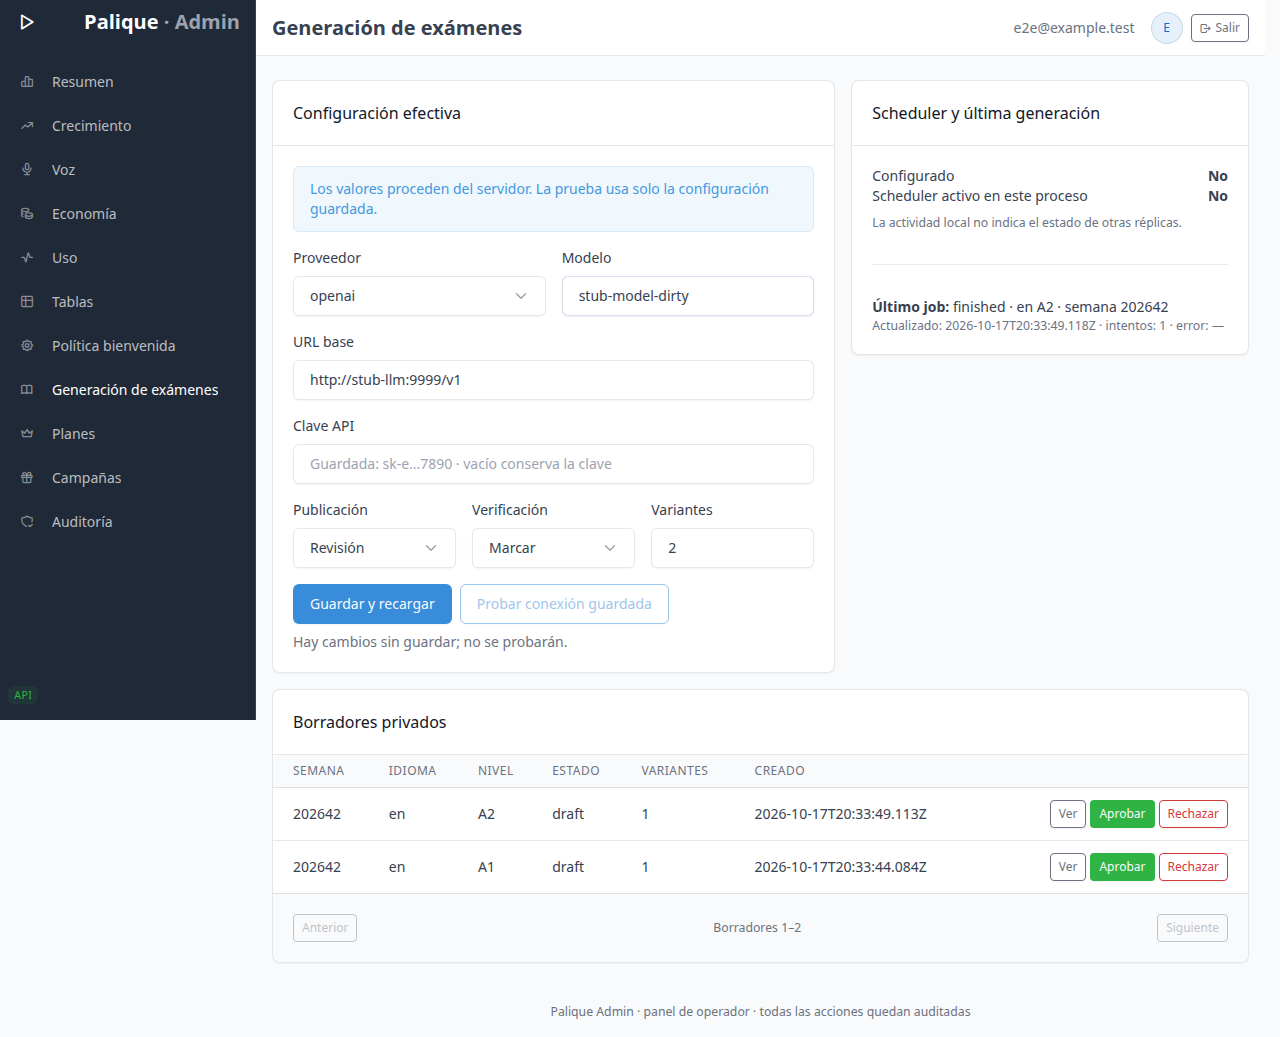 Palique · Admin
Resumen
Crecimiento
Voz
Economía
Uso
Tablas
Política bienvenida
Generación de exámenes
Planes
Campañas
Auditoría
API
Generación de exámenes
e2e@example.test
E
Salir
Configuración efectiva
Los valores proceden del servidor. La prueba usa solo la configuración
guardada.
Proveedor
Modelo
openai
stub-model-dirty
URL base
http://stub-llm:9999/v1
Clave API
Guardada: sk-e…7890 · vacío conserva la clave
Publicación
Verificación
Variantes
Revisión
Marcar
2
Guardar y recargar
Probar conexión guardada
Hay cambios sin guardar; no se probarán.
Scheduler y última generación
Configurado No
Scheduler activo en este proceso No
La actividad local no indica el estado de otras réplicas.
Último job: finished · en A2 · semana 202642
Actualizado: 2026-10-17T20:33:49.118Z · intentos: 1 · error: —
Borradores privados
SEMANA IDIOMA NIVEL ESTADO VARIANTES CREADO
202642 en A2 draft 1 2026-10-17T20:33:49.113Z Ver Aprobar Rechazar
202642 en A1 draft 1 2026-10-17T20:33:44.084Z Ver Aprobar Rechazar
Anterior Borradores 1–2 Siguiente
Palique Admin · panel de operador · todas las acciones quedan auditadas